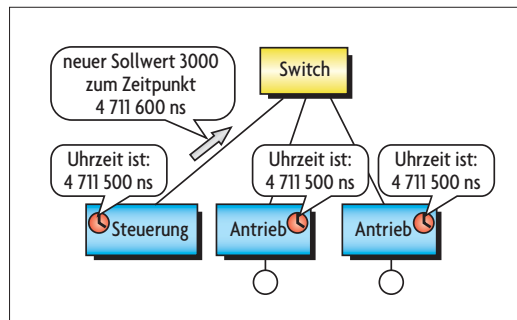 neuer Sollwert 3000
zum Zeitpunkt
4 711 600 ns
Switch
Uhrzeit ist:
4 711 500 ns
Uhrzeit ist:
4 711 500 ns
Uhrzeit ist:
4 711 500 ns
Steuerung
Antrieb
Antrieb